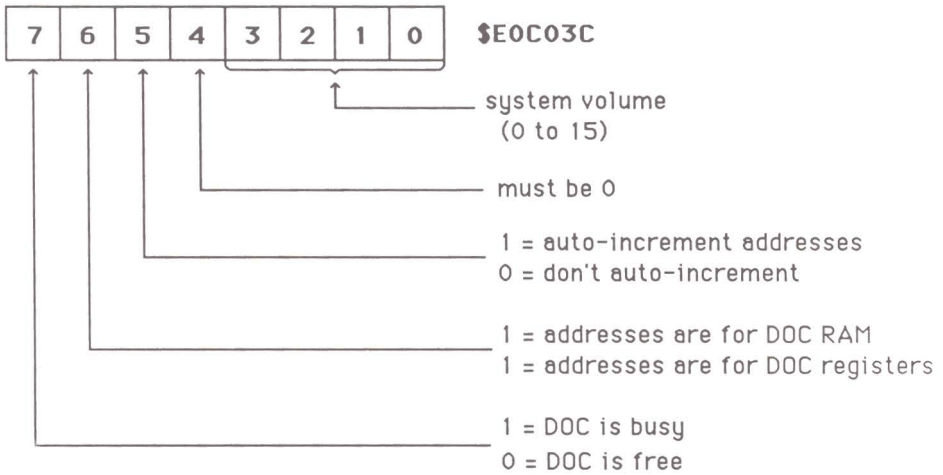 7 6 5 4 3 2 1 0 $E0C03C
system volume
(0 to 15)
must be 0
1 = auto-increment addresses
0 = don't auto-increment
1 = addresses are for DOC RAM
1 = addresses are for DOC registers
1 = DOC is busy
0 = DOC is free